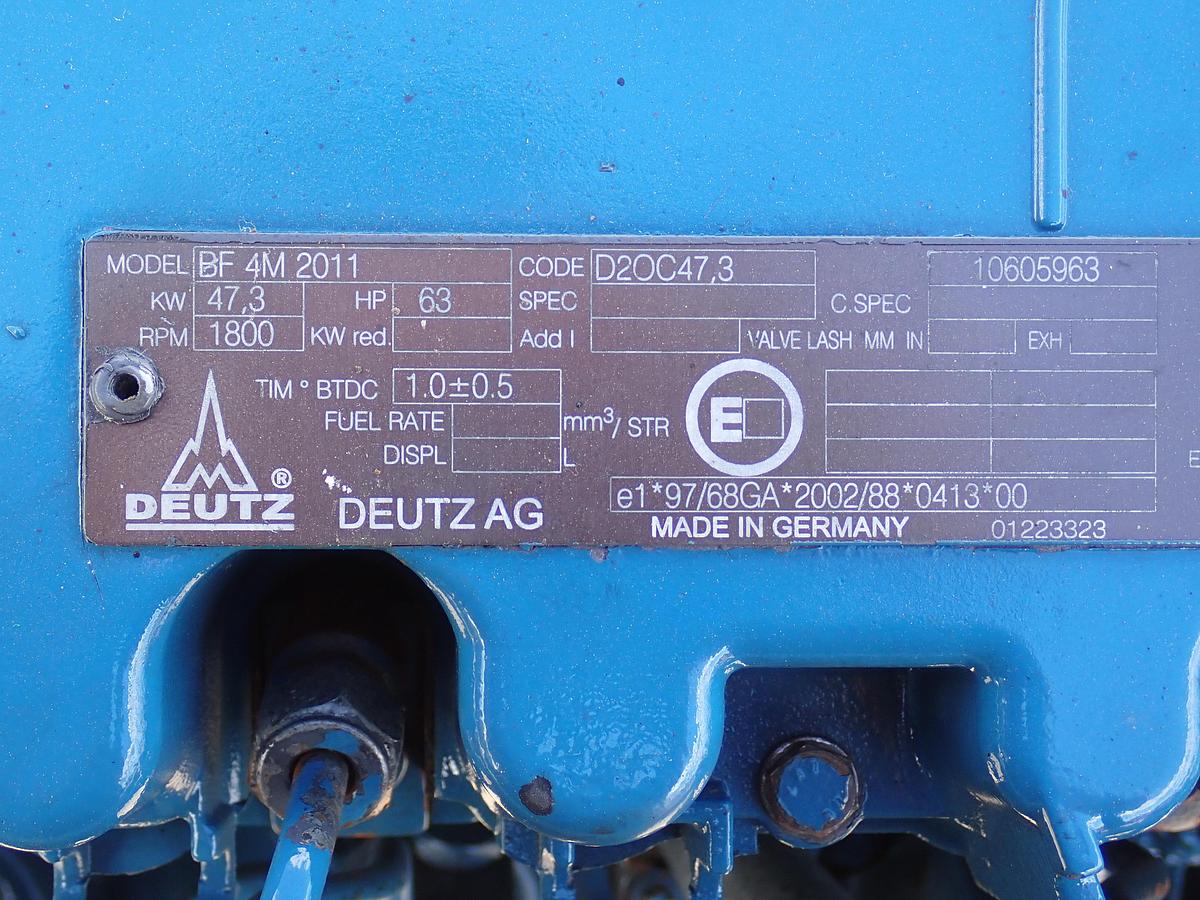 MODEL BF 4M 2011 CODE D2OC47,3 10605963
KW 47,3 HP 63 SPEC C.SPEC
RPM 1800 KW red. Add I VALVE LASH MM IN EXH
TIM ° BTDC 1.0±0.5
FUEL RATE mm³/ STR
DISPL L
E
DEUTZ ® DEUTZ AG
e1*97/68GA*2002/88*0413*00
MADE IN GERMANY 01223323